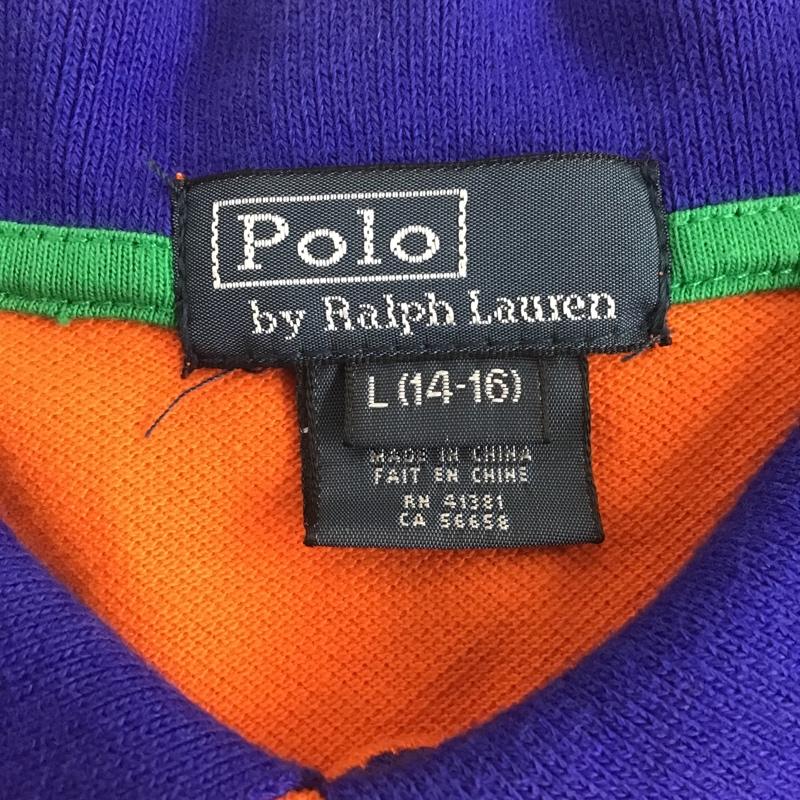 Polo
by Ralph Lauren
L (14-16)
MADE IN CHINA
FAIT EN CHINE
RN 41381
CA 56658